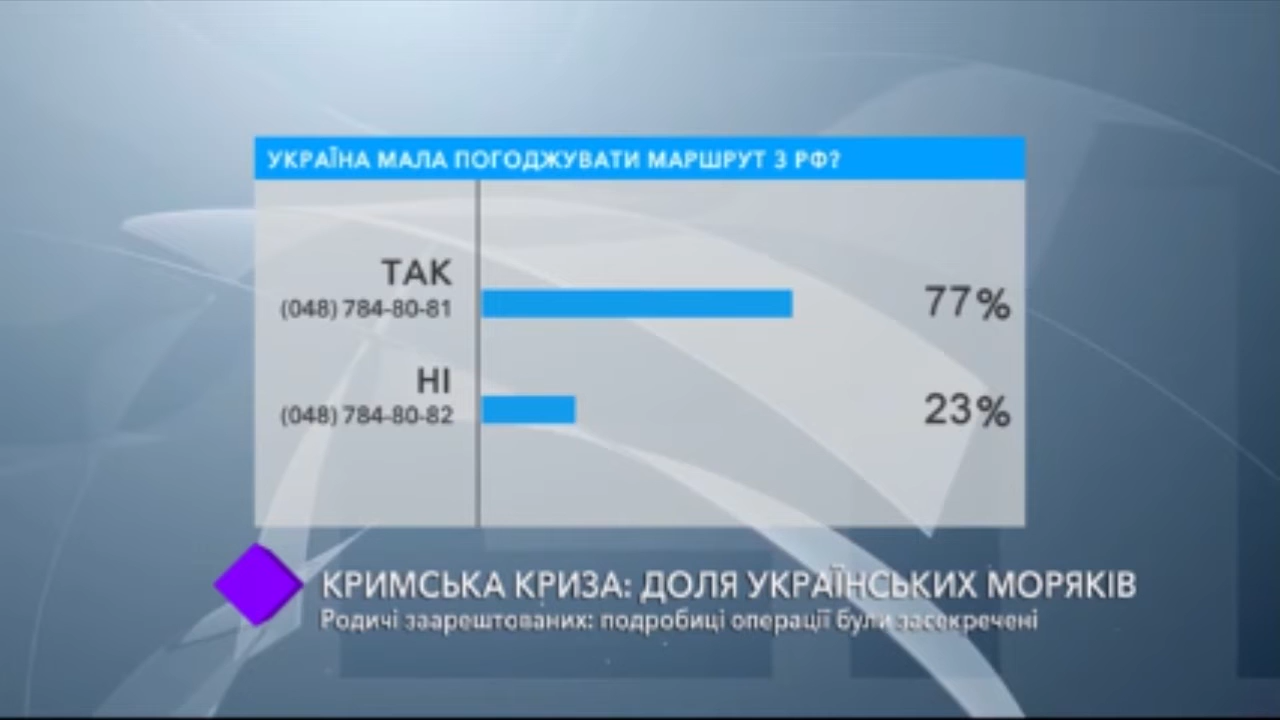 УКРАЇНА МАЛА ПОГОДЖУВАТИ МАРШРУТ З РФ?
ТАК
(048) 784-80-81
77%
НІ
(048) 784-80-82
23%
КРИМСЬКА КРИЗА: ДОЛЯ УКРАЇНСЬКИХ МОРЯКІВ
Родичі заарештованих: подробиці операції були засекречені